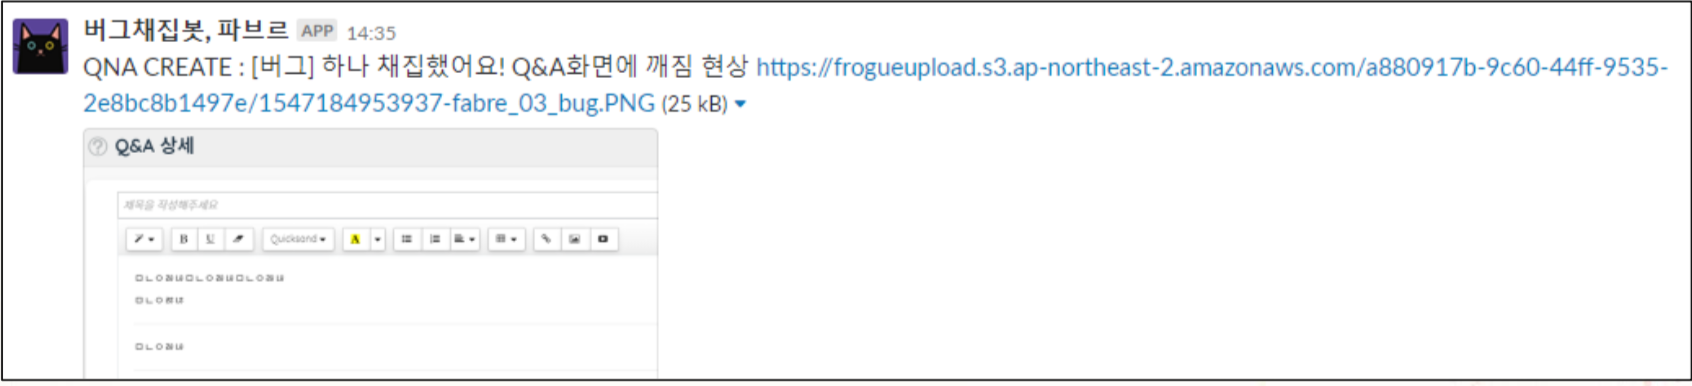 버그채집봇, 파브르 APP 14:35
QNA CREATE : [버그] 하나 채집했어요! Q&A화면에 깨짐 현상 https://frogueupload.s3.ap-northeast-2.amazonaws.com/a880917b-9c60-44ff-9535-
2e8bc8b1497e/1547184953937-fabre_03_bug.PNG (25 kB)
Q&A 상세
제목을 작성해주세요
B U Quicksand A